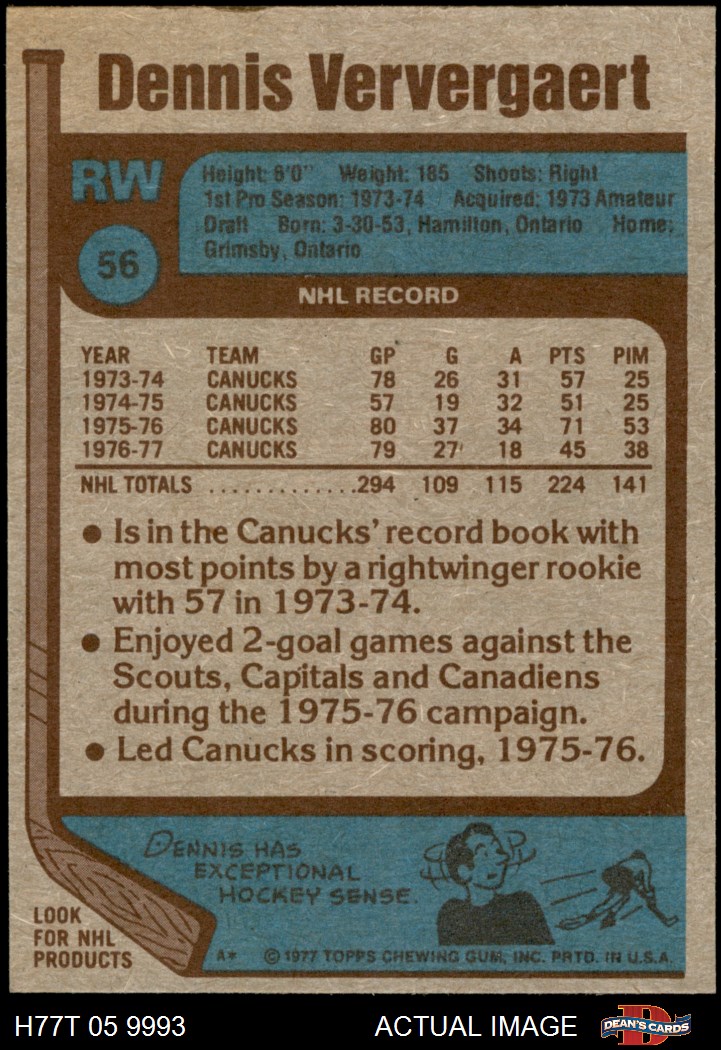 Dennis Ververgaert
RW
Height: 6'0" Weight: 185 Shoots: Right
1st Pro Season: 1973-74 Acquired: 1973 Amateur
Draft Born: 3-30-53, Hamilton, Ontario Home:
Grimsby, Ontario
56
NHL RECORD
YEAR TEAM GP G A PTS PIM
1973-74 CANUCKS 78 26 31 57 25
1974-75 CANUCKS 57 19 32 51 25
1975-76 CANUCKS 80 37 34 71 53
1976-77 CANUCKS 79 27 18 45 38
NHL TOTALS .............294 109 115 224 141
● Is in the Canucks' record book with
most points by a rightwinger rookie
with 57 in 1973-74.
● Enjoyed 2-goal games against the
Scouts, Capitals and Canadiens
during the 1975-76 campaign.
● Led Canucks in scoring, 1975-76.
DENNIS HAS
EXCEPTIONAL
HOCKEY SENSE.
LOOK
FOR NHL
PRODUCTS
A* © 1977 TOPPS CHEWING GUM, INC. PRTD. IN U.S.A.
H77T 05 9993 ACTUAL IMAGE D DEAN'S CARDS